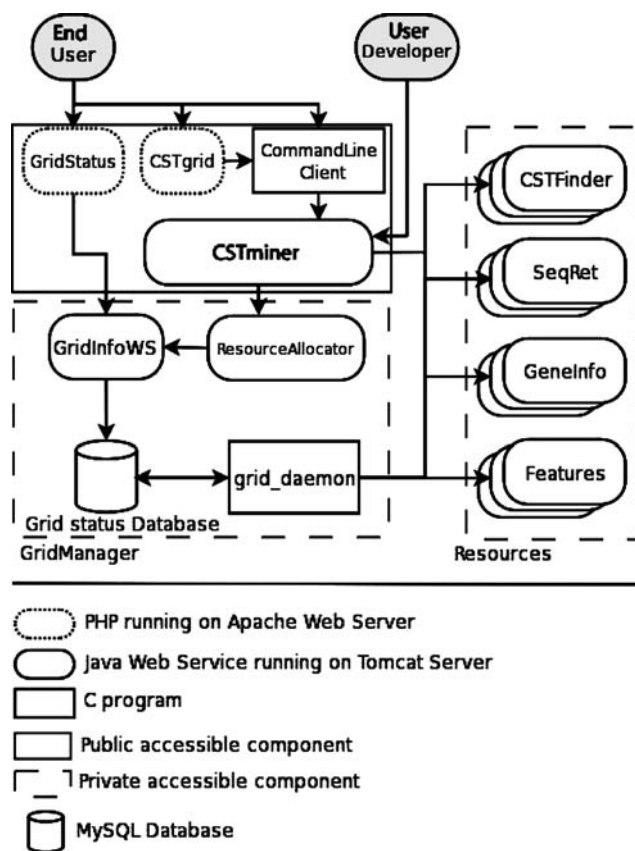 End
User
User
Developer
GridStatus
CSTgrid
CommandLine
Client
CSTminer
CSTFinder
SeqRet
GeneInfo
Features
GridInfoWS
ResourceAllocator
grid_daemon
Grid status Database
GridManager
Resources
PHP running on Apache Web Server
Java Web Service running on Tomcat Server
C program
Public accessible component
Private accessible component
MySQL Database